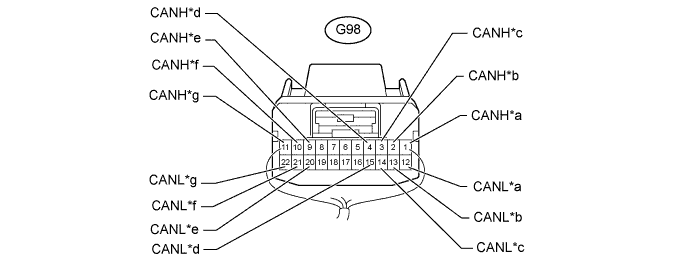 CANH*d
G98
CANH*e
CANH*c
CANH*f
CANH*b
CANH*g
CANH*a
11 10 9 8 7 6 5 4 3 2 1
22 21 20 19 18 17 16 15 14 13 12
CANL*g
CANL*a
CANL*f
CANL*b
CANL*e
CANL*d
CANL*c